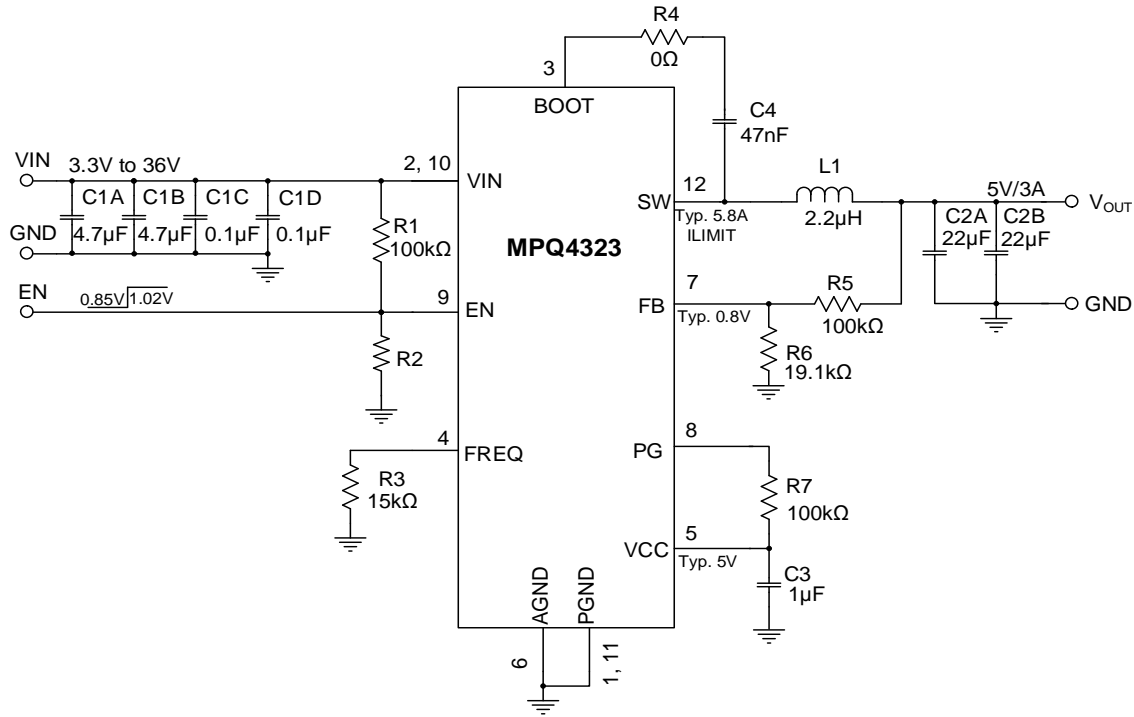 R4
0Ω
3
BOOT
C4
47nF
VIN
3.3V to 36V
2, 10
VIN
C1A
4.7µF
C1B
4.7µF
C1C
0.1µF
C1D
0.1µF
GND
R1
100kΩ
MPQ4323
SW
12
Typ. 5.8A
ILIMIT
L1
2.2µH
5V/3A
VOUT
C2A
22µF
C2B
22µF
GND
EN
0.85V
1.02V
9
EN
R2
FB
7
Typ. 0.8V
R5
100kΩ
R6
19.1kΩ
4
FREQ
R3
15kΩ
PG
8
R7
100kΩ
VCC
5
Typ. 5V
C3
1µF
AGND
PGND
6
1, 11